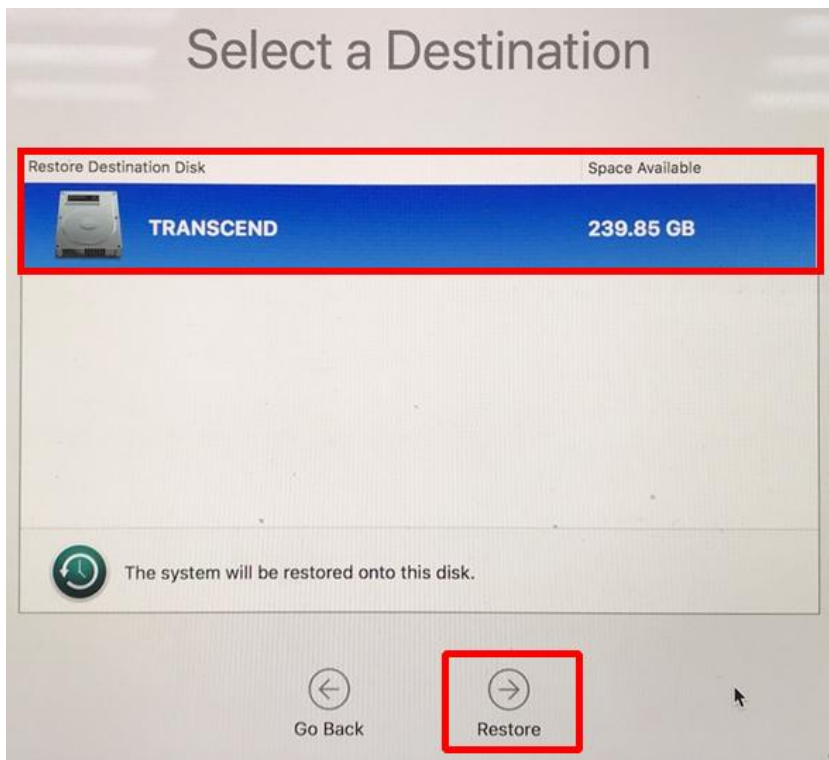 Select a Destination
Restore Destination Disk Space Available
TRANSCEND 239.85 GB
The system will be restored onto this disk.
Go Back Restore